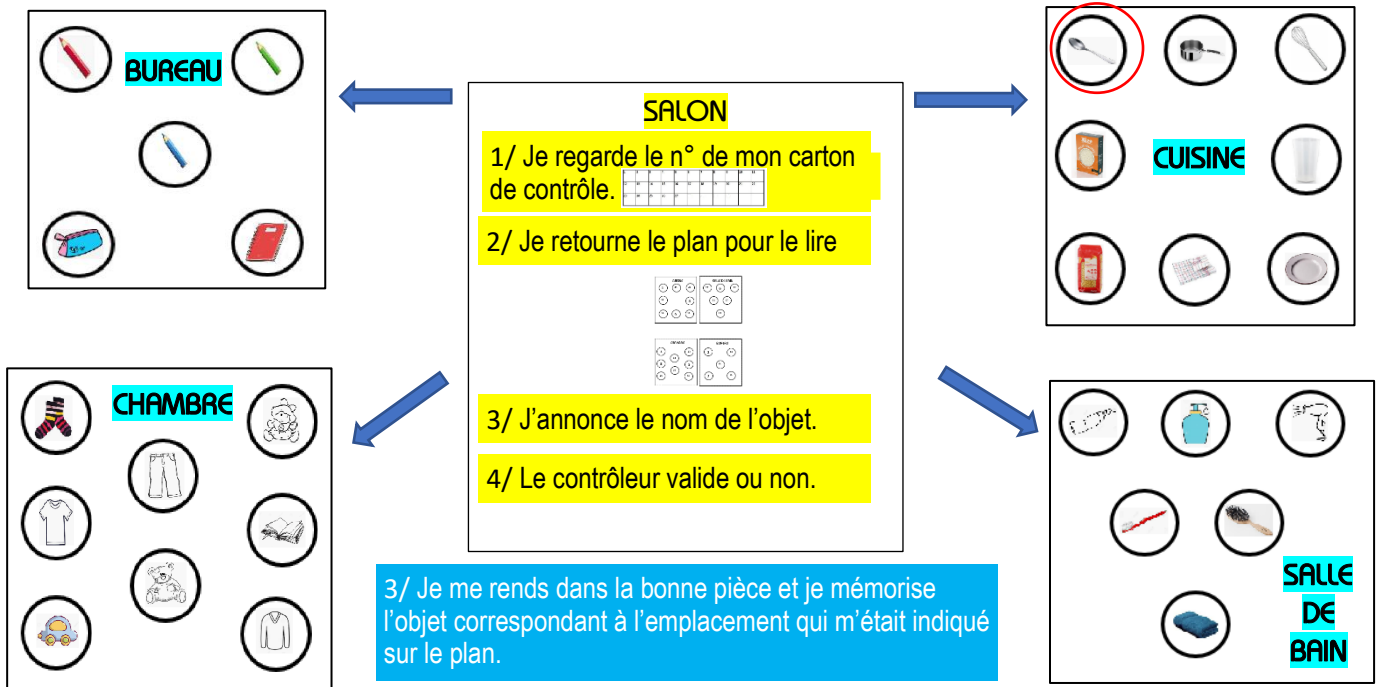 BUREAU
SALON
1/ Je regarde le n° de mon carton
de contrôle.
2/ Je retourne le plan pour le lire
3/ J’annonce le nom de l’objet.
4/ Le contrôleur valide ou non.
CUISINE
CHAMBRE
3/ Je me rends dans la bonne pièce et je mémorise
l’objet correspondant à l’emplacement qui m’était indiqué
sur le plan.
SALLE
DE
BAIN